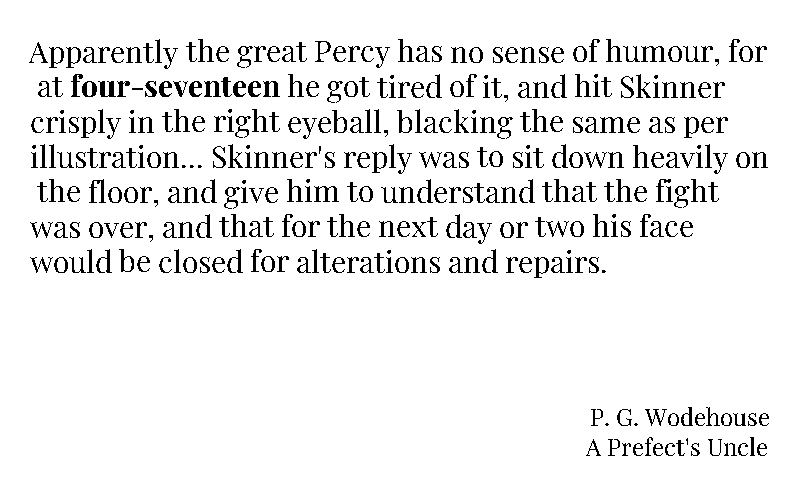 Apparently the great Percy has no sense of humour, for
at four-seventeen he got tired of it, and hit Skinner
crisply in the right eyeball, blacking the same as per
illustration... Skinner's reply was to sit down heavily on
the floor, and give him to understand that the fight
was over, and that for the next day or two his face
would be closed for alterations and repairs.
P. G. Wodehouse
A Prefect's Uncle